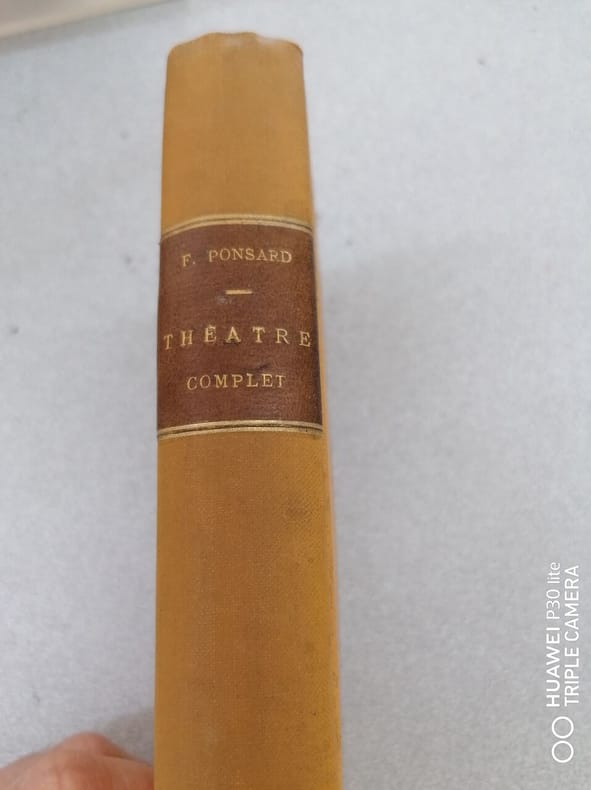 F. PONSARD
THÉATRE
COMPLET
HUAWEI P30 lite
TRIPLE CAMERA